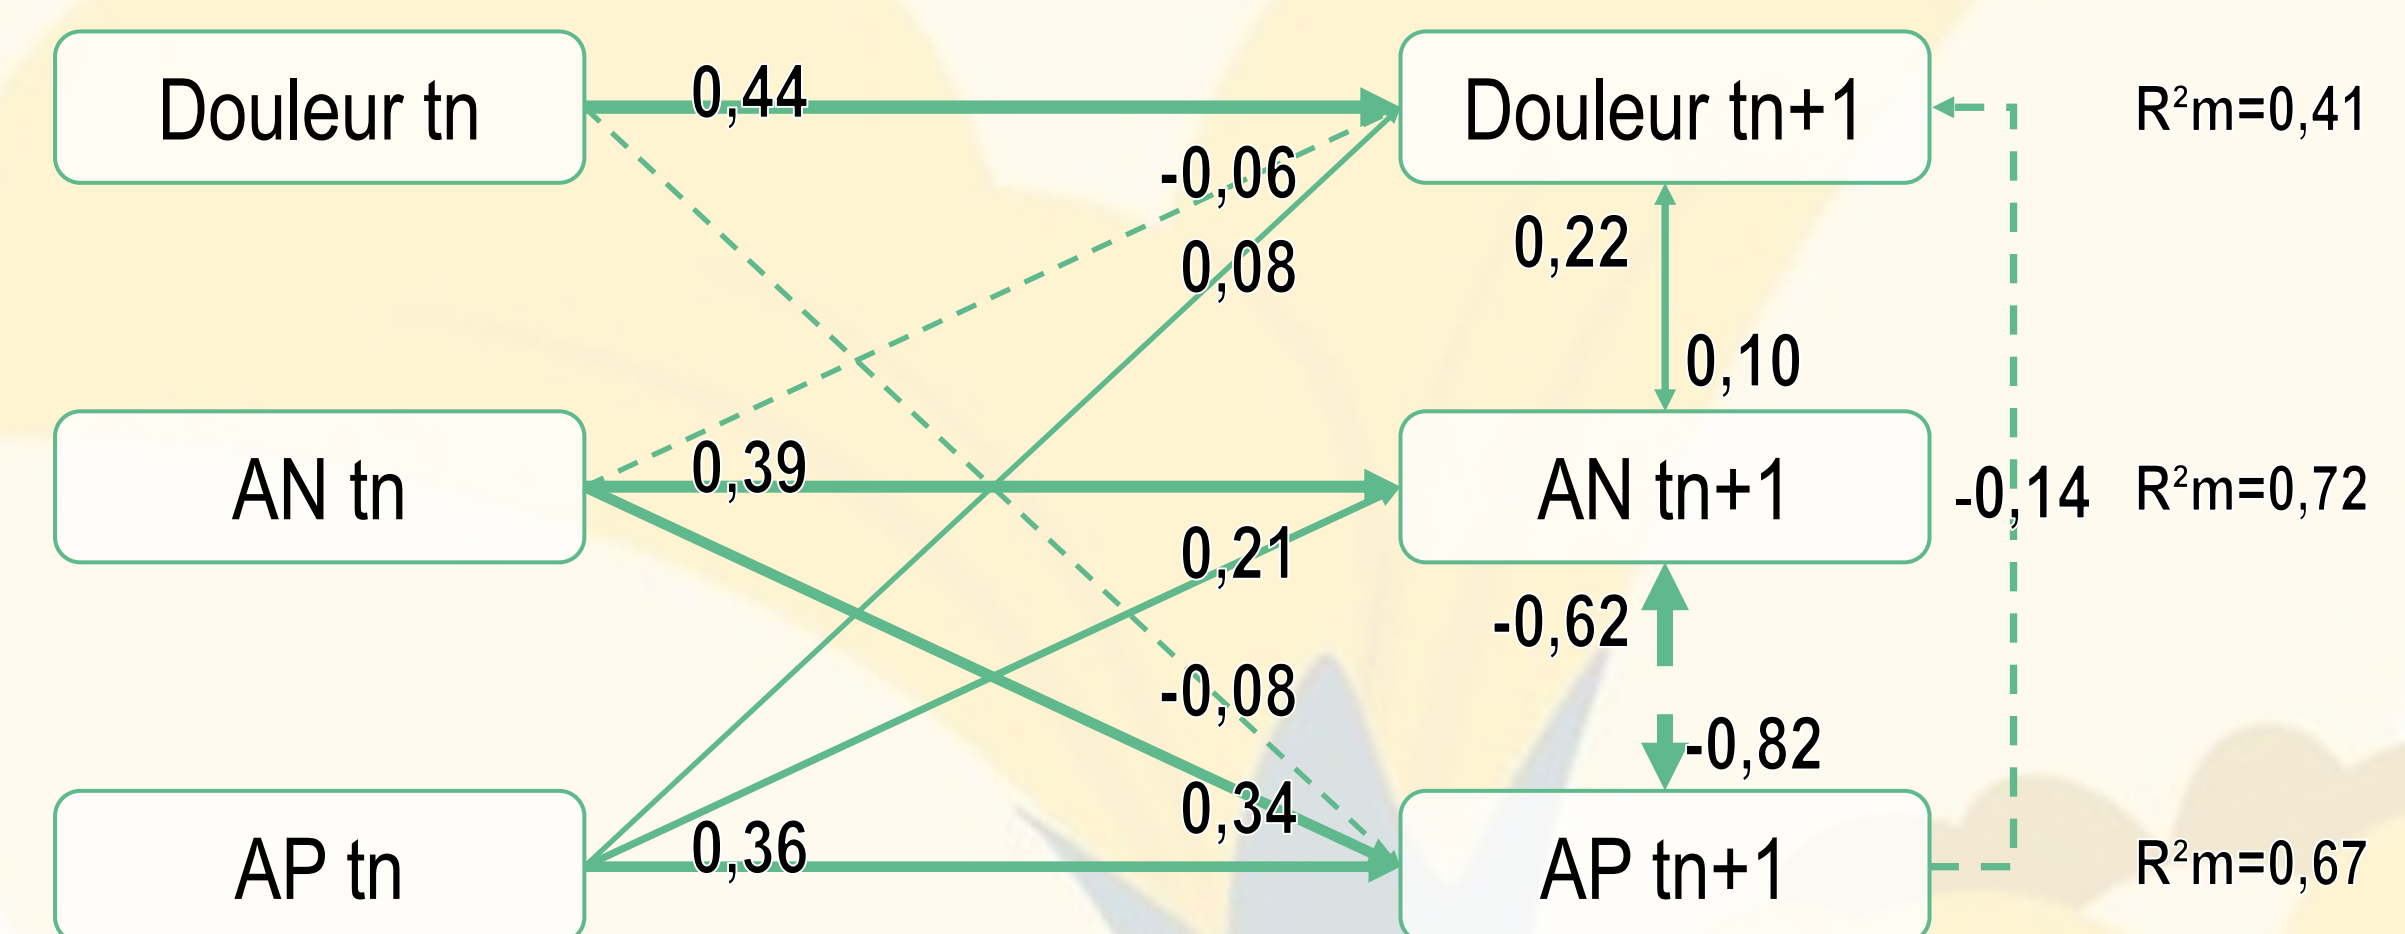 Douleur tn
0,44
Douleur tn+1
R²m=0,41
-0,06
0,08
0,22
0,10
AN tn
0,39
AN tn+1
-0,14
R²m=0,72
0,21
-0,62
-0,08
-0,82
0,34
AP tn
0,36
AP tn+1
R²m=0,67